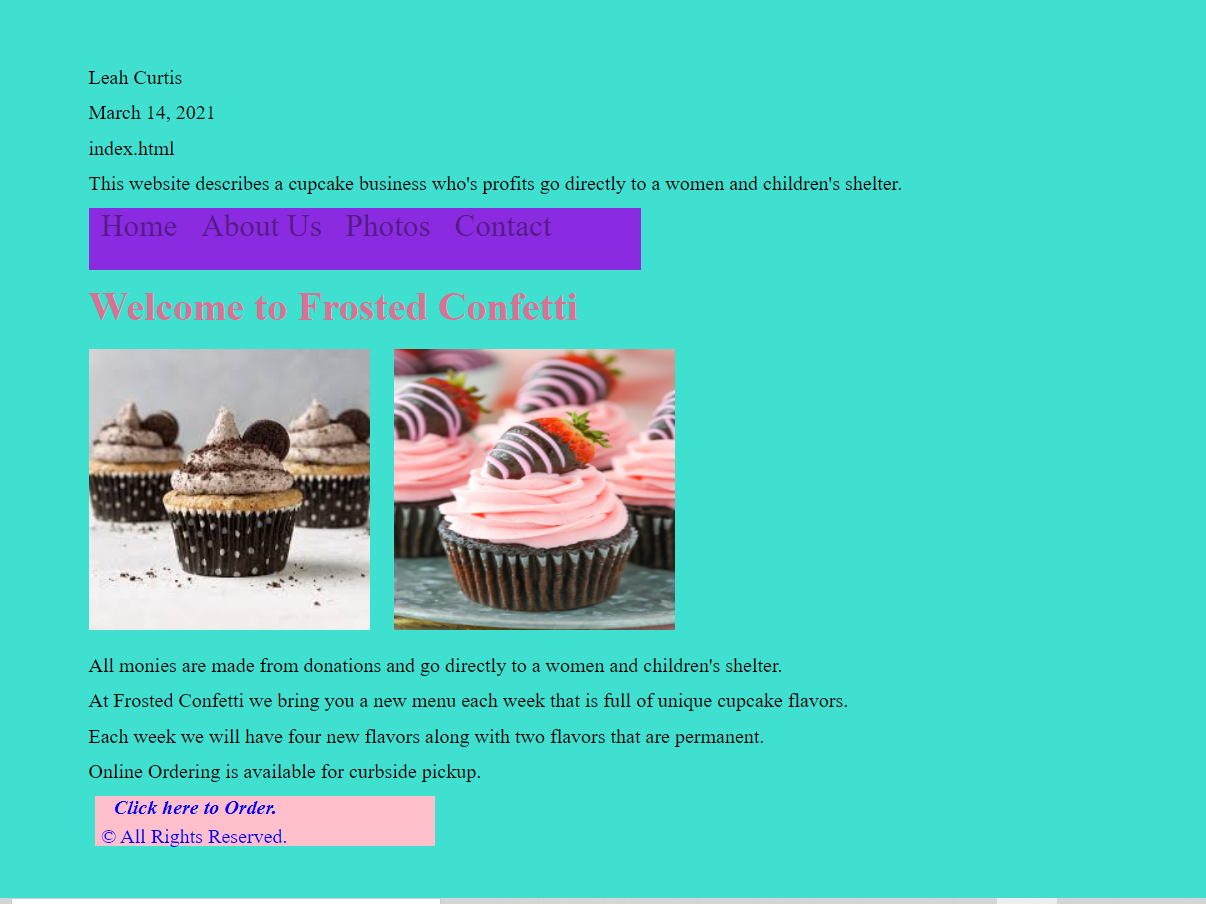 Leah Curtis
March 14, 2021
index.html
This website describes a cupcake business who's profits go directly to a women and children's shelter.
Home About Us Photos Contact
Welcome to Frosted Confetti
All monies are made from donations and go directly to a women and children's shelter.
At Frosted Confetti we bring you a new menu each week that is full of unique cupcake flavors.
Each week we will have four new flavors along with two flavors that are permanent.
Online Ordering is available for curbside pickup.
Click here to Order.
© All Rights Reserved.